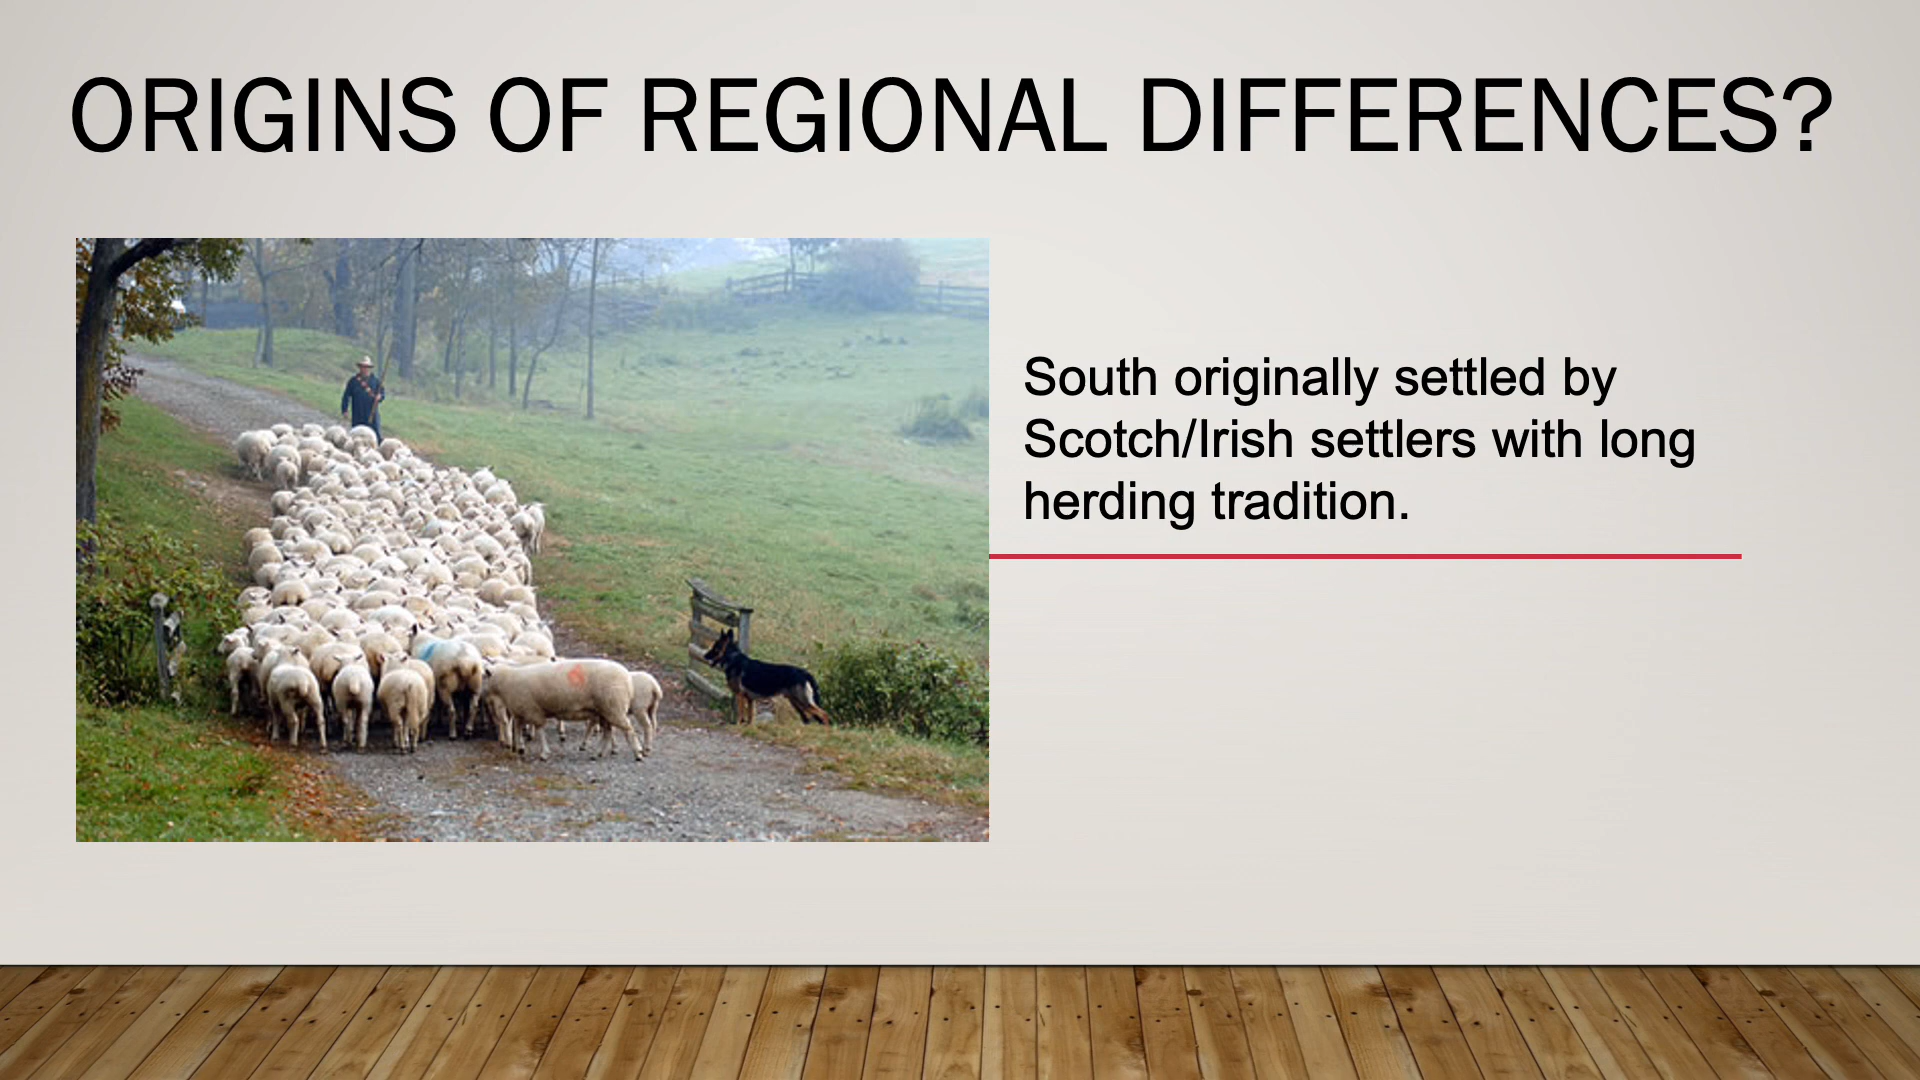 ORIGINS OF REGIONAL DIFFERENCES?
South originally settled by
Scotch/Irish settlers with long
herding tradition.